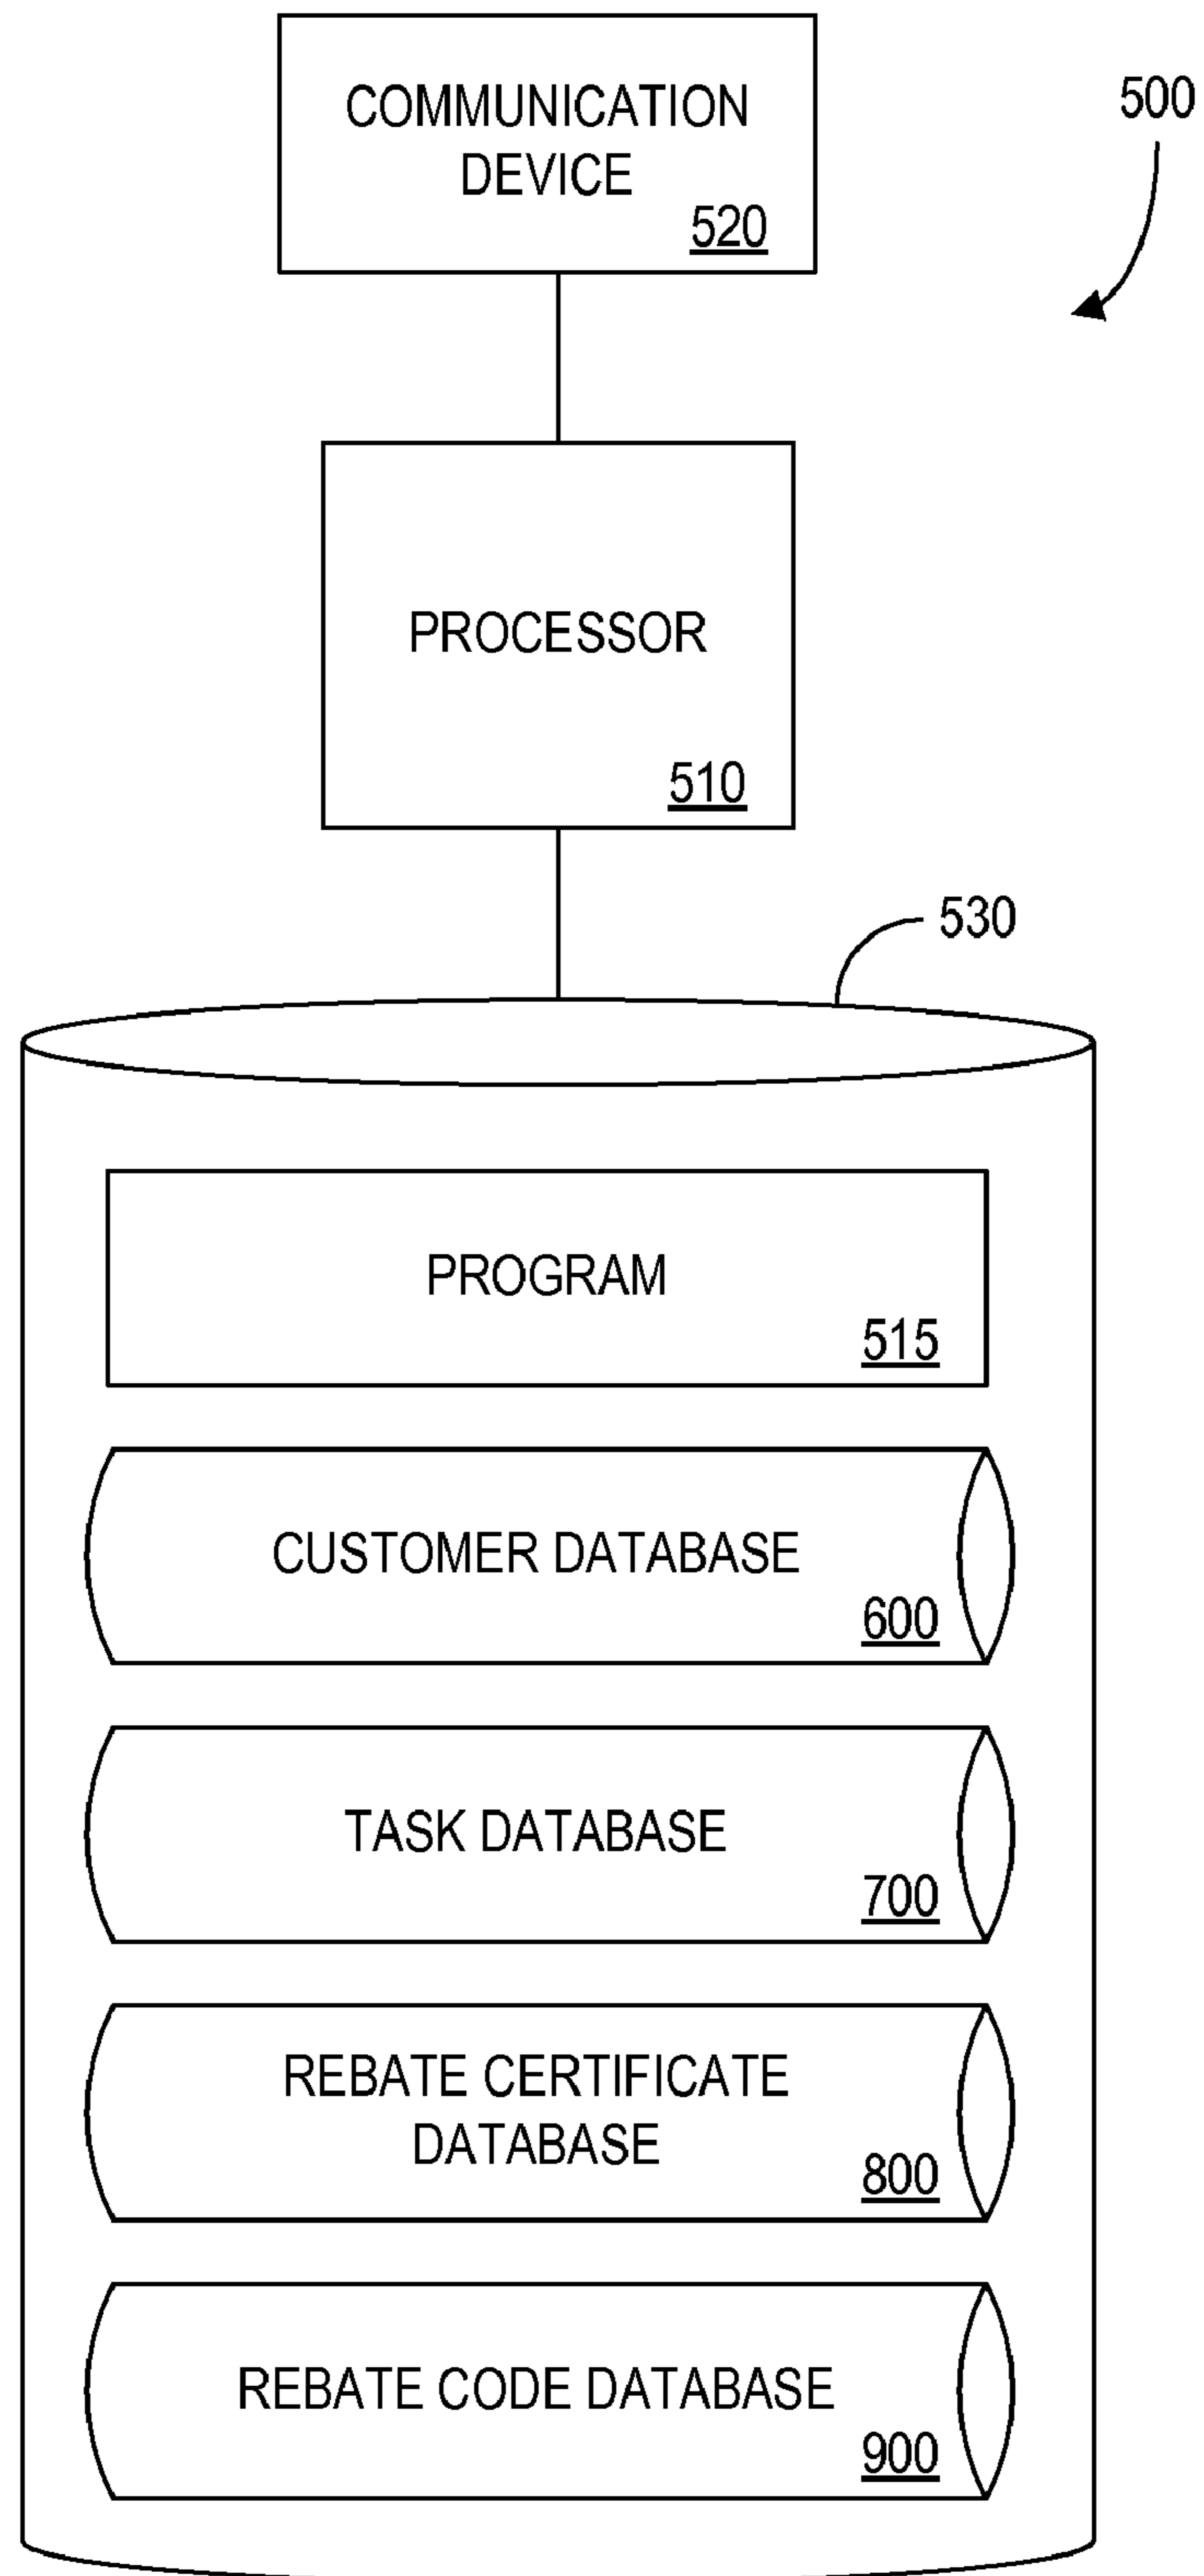 COMMUNICATION
DEVICE
520
500
PROCESSOR
510
530
PROGRAM
515
CUSTOMER DATABASE
600
TASK DATABASE
700
REBATE CERTIFICATE
DATABASE
800
REBATE CODE DATABASE
900